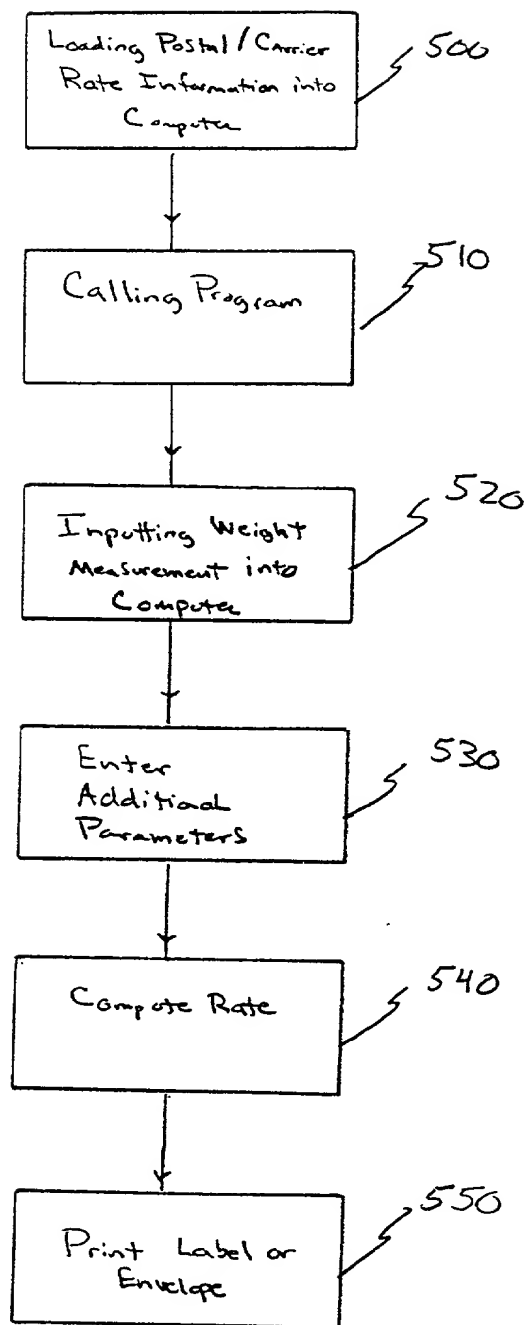 Loading Postal/Carrier
Rate Information into
Computer
500
Calling Program
510
Inputting Weight
Measurement into
Computer
520
Enter
Additional
Parameters
530
Compute Rate
540
Print Label or
Envelope
550